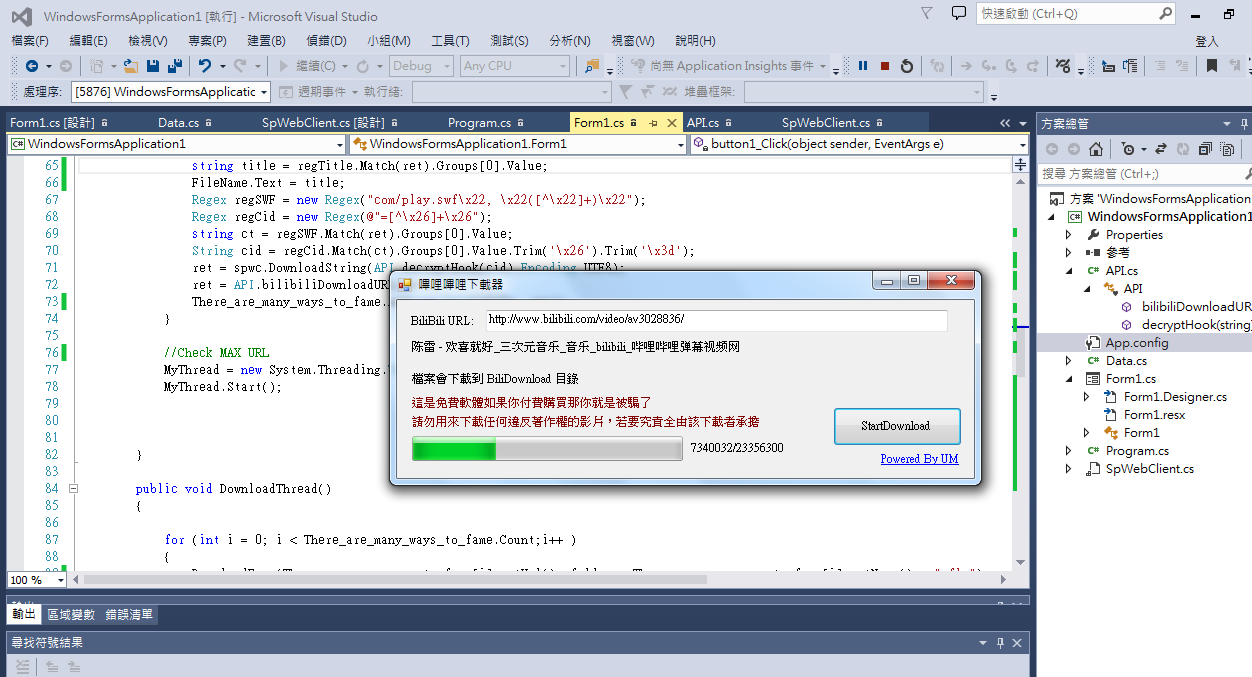 WindowsFormsApplication1 [執行] - Microsoft Visual Studio
快速啟動 (Ctrl+Q)
檔案(F) 編輯(E) 檢視(V) 專案(P) 建置(B) 偵錯(D) 小組(M) 工具(T) 測試(S) 分析(N) 視窗(W) 說明(H) 登入
繼續(C) Debug Any CPU 尚無 Application Insights 事件
處理序: [5876] WindowsFormsApplicatic 週期事件 執行緒: 堆疊框架:
Form1.cs [設計] Data.cs SpWebClient.cs [設計] Program.cs Form1.cs API.cs SpWebClient.cs
WindowsFormsApplication1 WindowsFormsApplication1.Form1 button1_Click(object sender, EventArgs e)
65 string title = regTitle.Match(ret).Groups[0].Value;
66 FileName.Text = title;
67 Regex regSWF = new Regex("com/play.swf\x22, \x22([^\x22]+)\x22");
68 Regex regCid = new Regex(@"=[^\x26]+\x26");
69 string ct = regSWF.Match(ret).Groups[0].Value;
70 String cid = regCid.Match(ct).Groups[0].Value.Trim('\x26').Trim('\x3d');
71 ret = spwc.DownloadString(API.decryptHook(cid),Encoding.UTF8);
72 ret = API.bilibiliDownloadUR
73 There_are_many_ways_to_fame.
74 }
75
76 //Check MAX URL
77 MyThread = new System.Threading.
78 MyThread.Start();
79
80
81
82 }
83
84 public void DownloadThread()
85 {
86
87 for (int i = 0; i < There_are_many_ways_to_fame.Count;i++ )
88 {
100 %
嗶哩嗶哩下載器
BiliBili URL: http://www.bilibili.com/video/av3028836/
陈雷 - 欢喜就好_三次元音乐_音乐_bilibili_哔哩哔哩弹幕视频网
檔案會下載到 BiliDownload 目錄
這是免費軟體如果你付費購買那你就是被騙了
請勿用來下載任何違反著作權的影片，若要究責全由該下載者承擔
StartDownload
7340032/23356300
Powered By UM
方案總管
搜尋 方案總管 (Ctrl+;)
方案 'WindowsFormsApplication
WindowsFormsApplication1
Properties
參考
API.cs
API
bilibiliDownloadUR
decryptHook(string)
App.config
Data.cs
Form1.cs
Form1.Designer.cs
Form1.resx
Form1
Program.cs
SpWebClient.cs
輸出 區域變數 錯誤清單
尋找符號結果